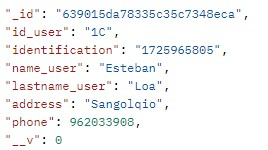 "_id": "639015da78335c35c7348eca",
"id_user": "1C",
"identification": "1725965805",
"name_user": "Esteban",
"lastname_user": "Loa",
"address": "Sangolqio",
"phone": 962033908,
"__v": 0